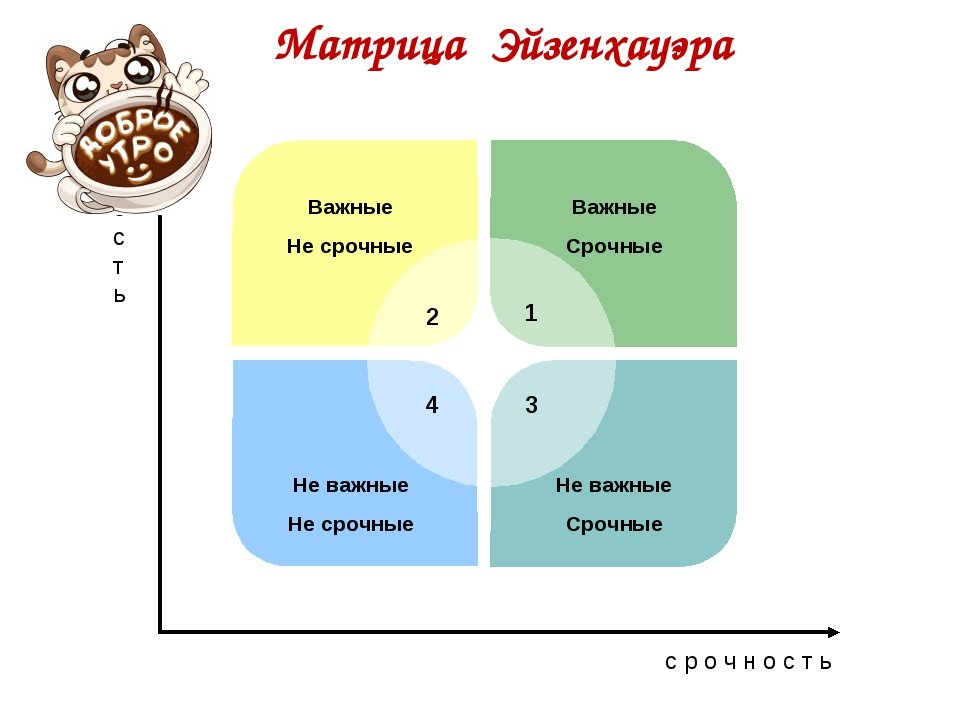 Матрица Эйзенхауэра
ДОБРОЕ
УТРО
Важные
Не срочные
Важные
Срочные
2
1
4
3
Не важные
Не срочные
Не важные
Срочные
с
т
ь
срочность